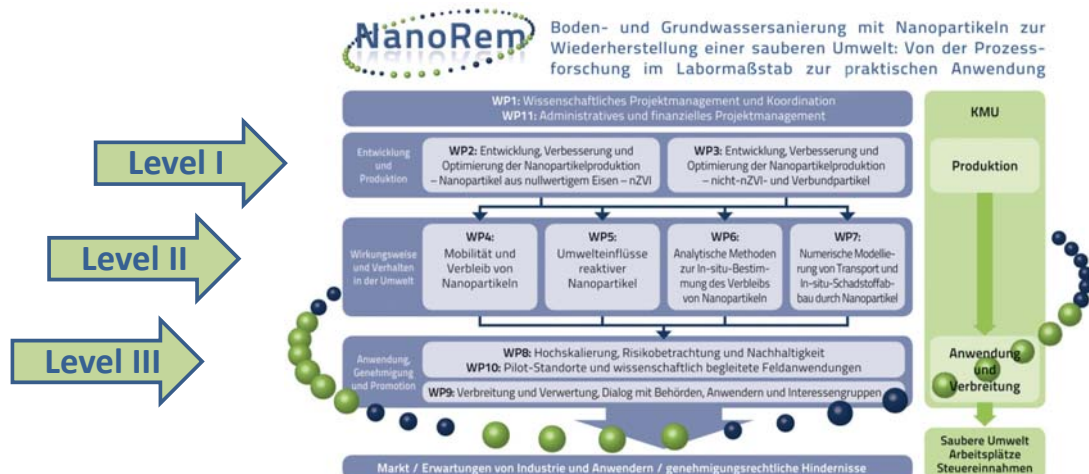 NanoRem
Boden- und Grundwassersanierung mit Nanopartikeln zur
Wiederherstellung einer sauberen Umwelt: Von der Prozess-
forschung im Labormaßstab zur praktischen Anwendung
WP1: Wissenschaftliches Projektmanagement und Koordination
WP11: Administratives und finanzielles Projektmanagement
KMU
Level I
Entwicklung
und
Produktion
WP2: Entwicklung, Verbesserung und
Optimierung der Nanopartikelproduktion
– Nanopartikel aus nullwertigem Eisen – nZVI
WP3: Entwicklung, Verbesserung und
Optimierung der Nanopartikelproduktion
– nicht-nZVI- und Verbundpartikel
Produktion
Level II
Wirkungsweise
und Verhalten
in der Umwelt
WP4:
Mobilität und
Verbleib von
Nanopartikeln
WP5:
Umwelteinflüsse
reaktiver
Nanopartikel
WP6:
Analytische Methoden
zur In-situ-Bestim-
mung des Verbleibs
von Nanopartikeln
WP7:
Numerische Modellie-
rung von Transport und
In-situ-Schadstoffab-
bau durch Nanopartikel
Level III
Anwendung,
Genehmigung
und Promotion
WP8: Hochskalierung, Risikobetrachtung und Nachhaltigkeit
WP10: Pilot-Standorte und wissenschaftlich begleitete Feldanwendungen
WP9: Verbreitung und Verwertung, Dialog mit Behörden, Anwendern und Interessengruppen
Anwendung
und
Verbreitung
Markt / Erwartungen von Industrie und Anwendern / genehmigungsrechtliche Hindernisse
Saubere Umwelt
Arbeitsplätze
Steuereinnahmen